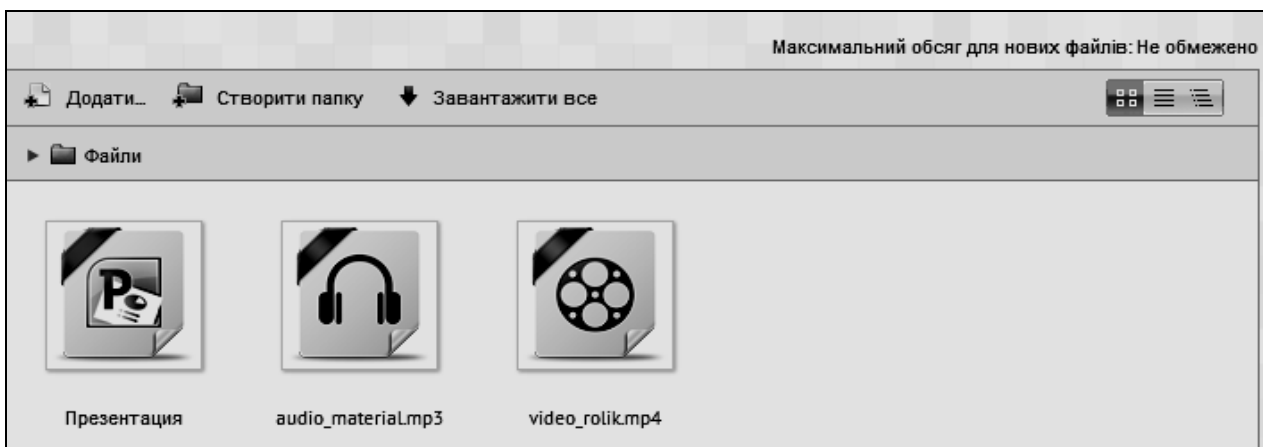 Максимальний обсяг для нових файлів: Не обмежено
Додати... Створити папку Завантажити все
Файли
Презентация audio_material.mp3 video_rolik.mp4